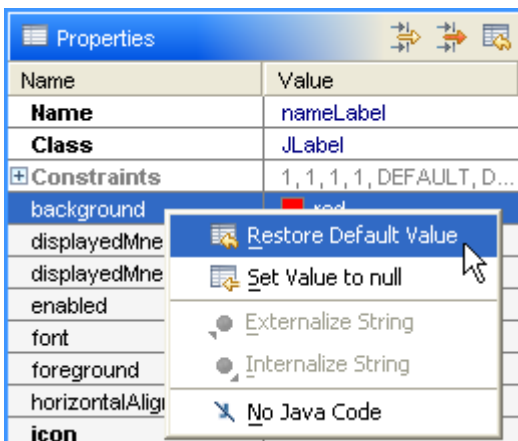 Properties
Name Value
Name nameLabel
Class JLabel
Constraints 1, 1, 1, 1, DEFAULT, D...
background red
displayedMne
displayedMne
enabled
font
foreground
horizontalAlig
icon
Restore Default Value
Set Value to null
Externalize String
Internalize String
No Java Code